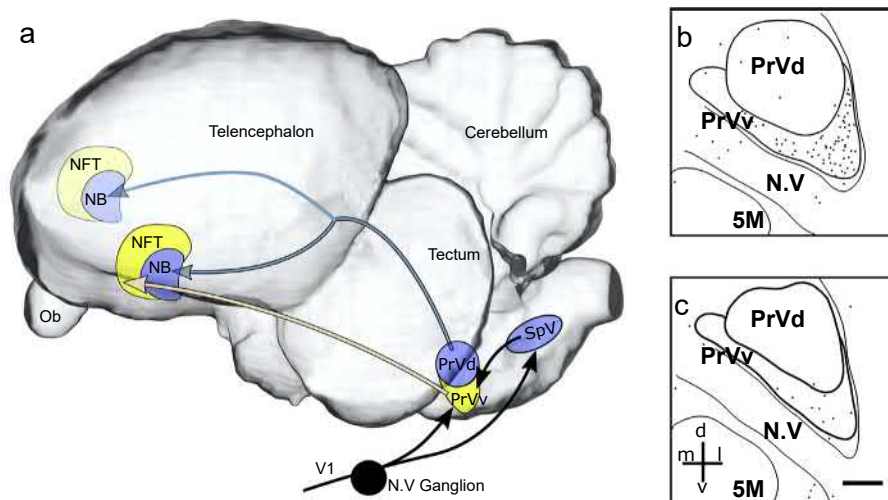 a
Telencephalon
Cerebellum
NFT
NB
NFT
NB
Tectum
Ob
SpV
PrVd
PrVv
V1
N.V Ganglion
b
PrVd
PrVv
N.V
5M
c
PrVd
PrVv
N.V
d
m l
v
5M